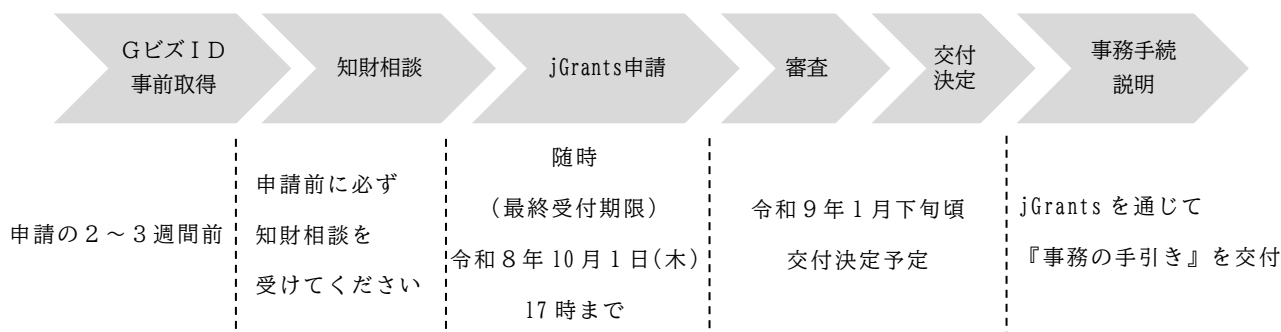 GビズID
事前取得
知財相談
jGrants申請
審査
交付
決定
事務手続
説明
申請の2~3週間前
申請前に必ず
知財相談を
受けてください
随時
(最終受付期限)
令和8年10月1日(木)
17時まで
令和9年1月下旬頃
交付決定予定
jGrantsを通じて
『事務の手引き』を交付